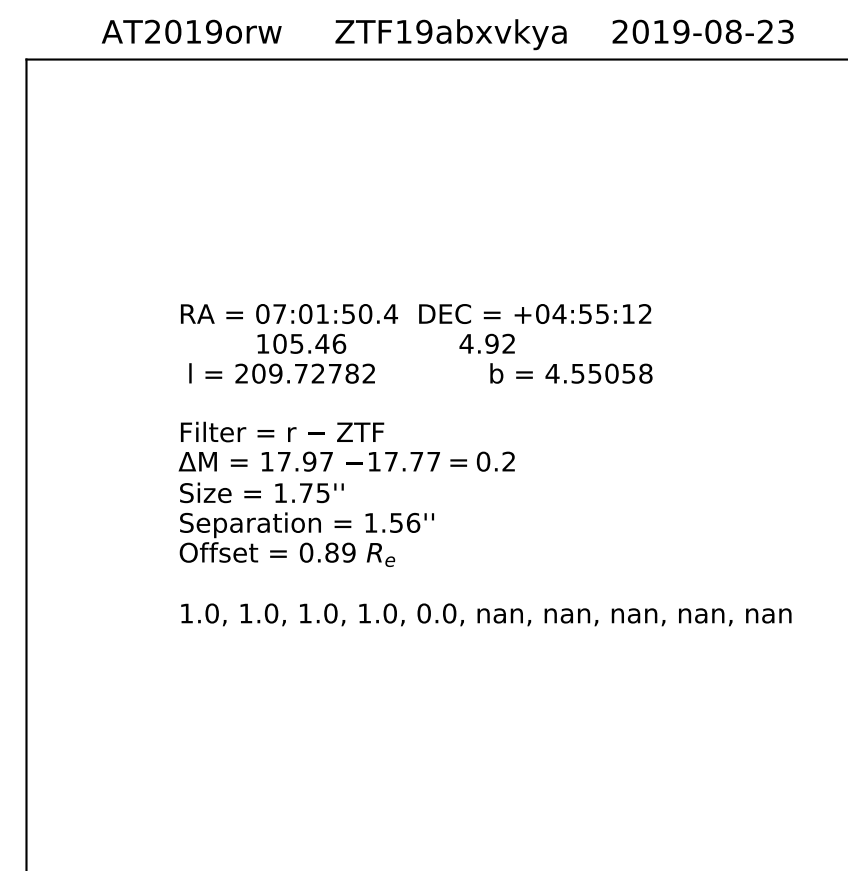 AT2019orw ZTF19abxvkya 2019-08-23
RA = 07:01:50.4 DEC = +04:55:12
105.46 4.92
l = 209.72782 b = 4.55058
Filter = r − ZTF
ΔM = 17.97 −17.77 = 0.2
Size = 1.75''
Separation = 1.56''
Offset = 0.89 Rₑ
1.0, 1.0, 1.0, 1.0, 0.0, nan, nan, nan, nan, nan